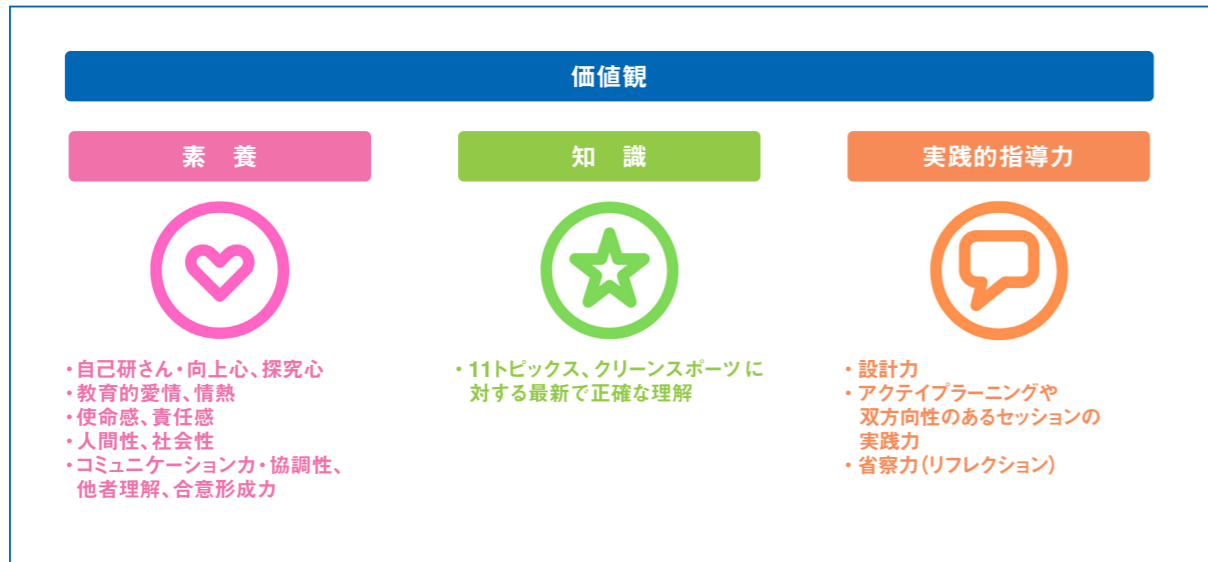 価値観
素　養
知　識
実践的指導力
・自己研さん・向上心、探究心
・教育的愛情、情熱
・使命感、責任感
・人間性、社会性
・コミュニケーション力・協調性、
他者理解、合意形成力
・11トピックス、クリーンスポーツに
対する最新で正確な理解
・設計力
・アクティブラーニングや
双方向性のあるセッションの
実践力
・省察力（リフレクション）